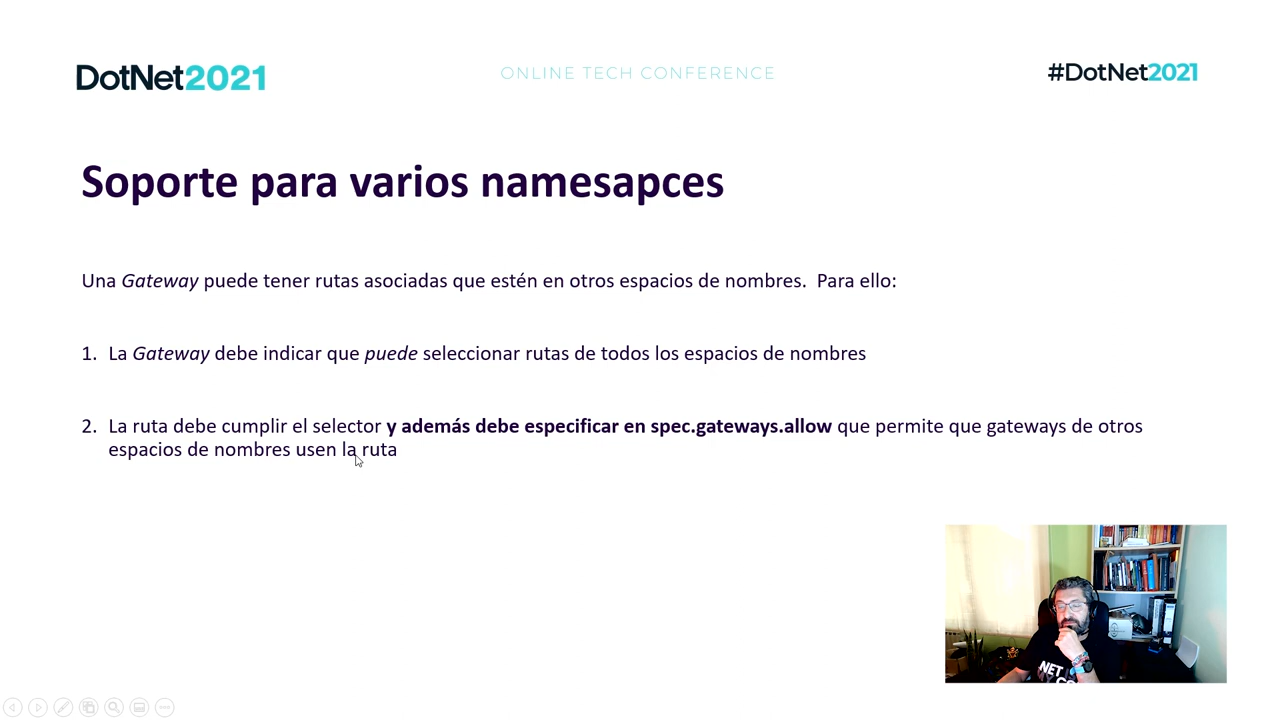 DotNet2021
ONLINE TECH CONFERENCE
#DotNet2021
Soporte para varios namesapces
Una Gateway puede tener rutas asociadas que estén en otros espacios de nombres.  Para ello:
1. La Gateway debe indicar que puede seleccionar rutas de todos los espacios de nombres
2. La ruta debe cumplir el selector y además debe especificar en spec.gateways.allow que permite que gateways de otros
espacios de nombres usen la ruta